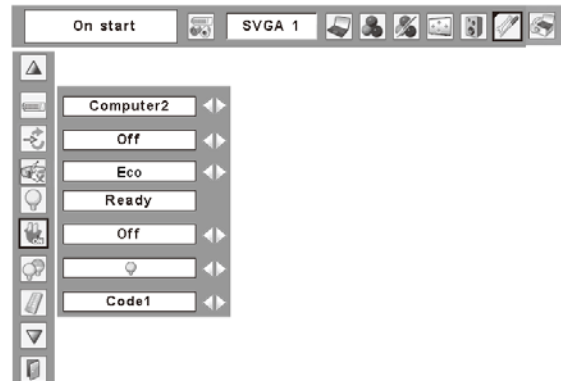 On start
SVGA 1
Computer2
Off
Eco
Ready
Off
Code1